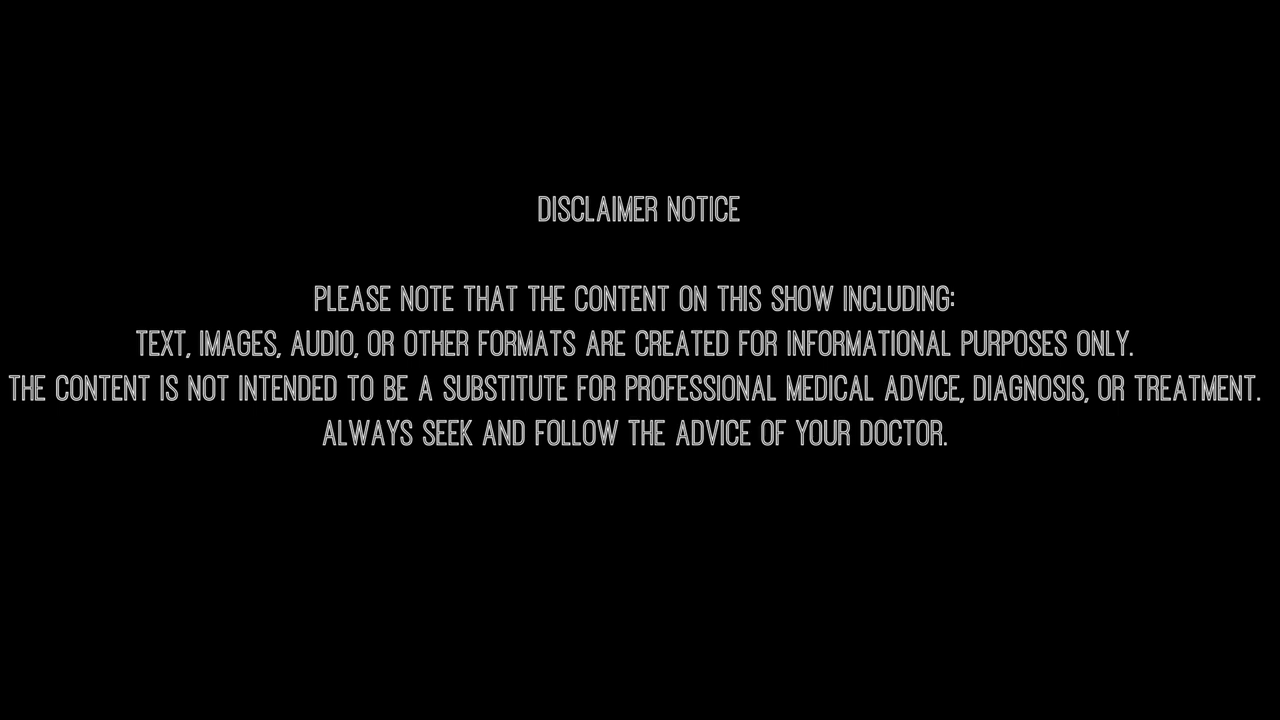 DISCLAIMER NOTICE
PLEASE NOTE THAT THE CONTENT ON THIS SHOW INCLUDING:
TEXT, IMAGES, AUDIO, OR OTHER FORMATS ARE CREATED FOR INFORMATIONAL PURPOSES ONLY.
THE CONTENT IS NOT INTENDED TO BE A SUBSTITUTE FOR PROFESSIONAL MEDICAL ADVICE, DIAGNOSIS, OR TREATMENT.
ALWAYS SEEK AND FOLLOW THE ADVICE OF YOUR DOCTOR.